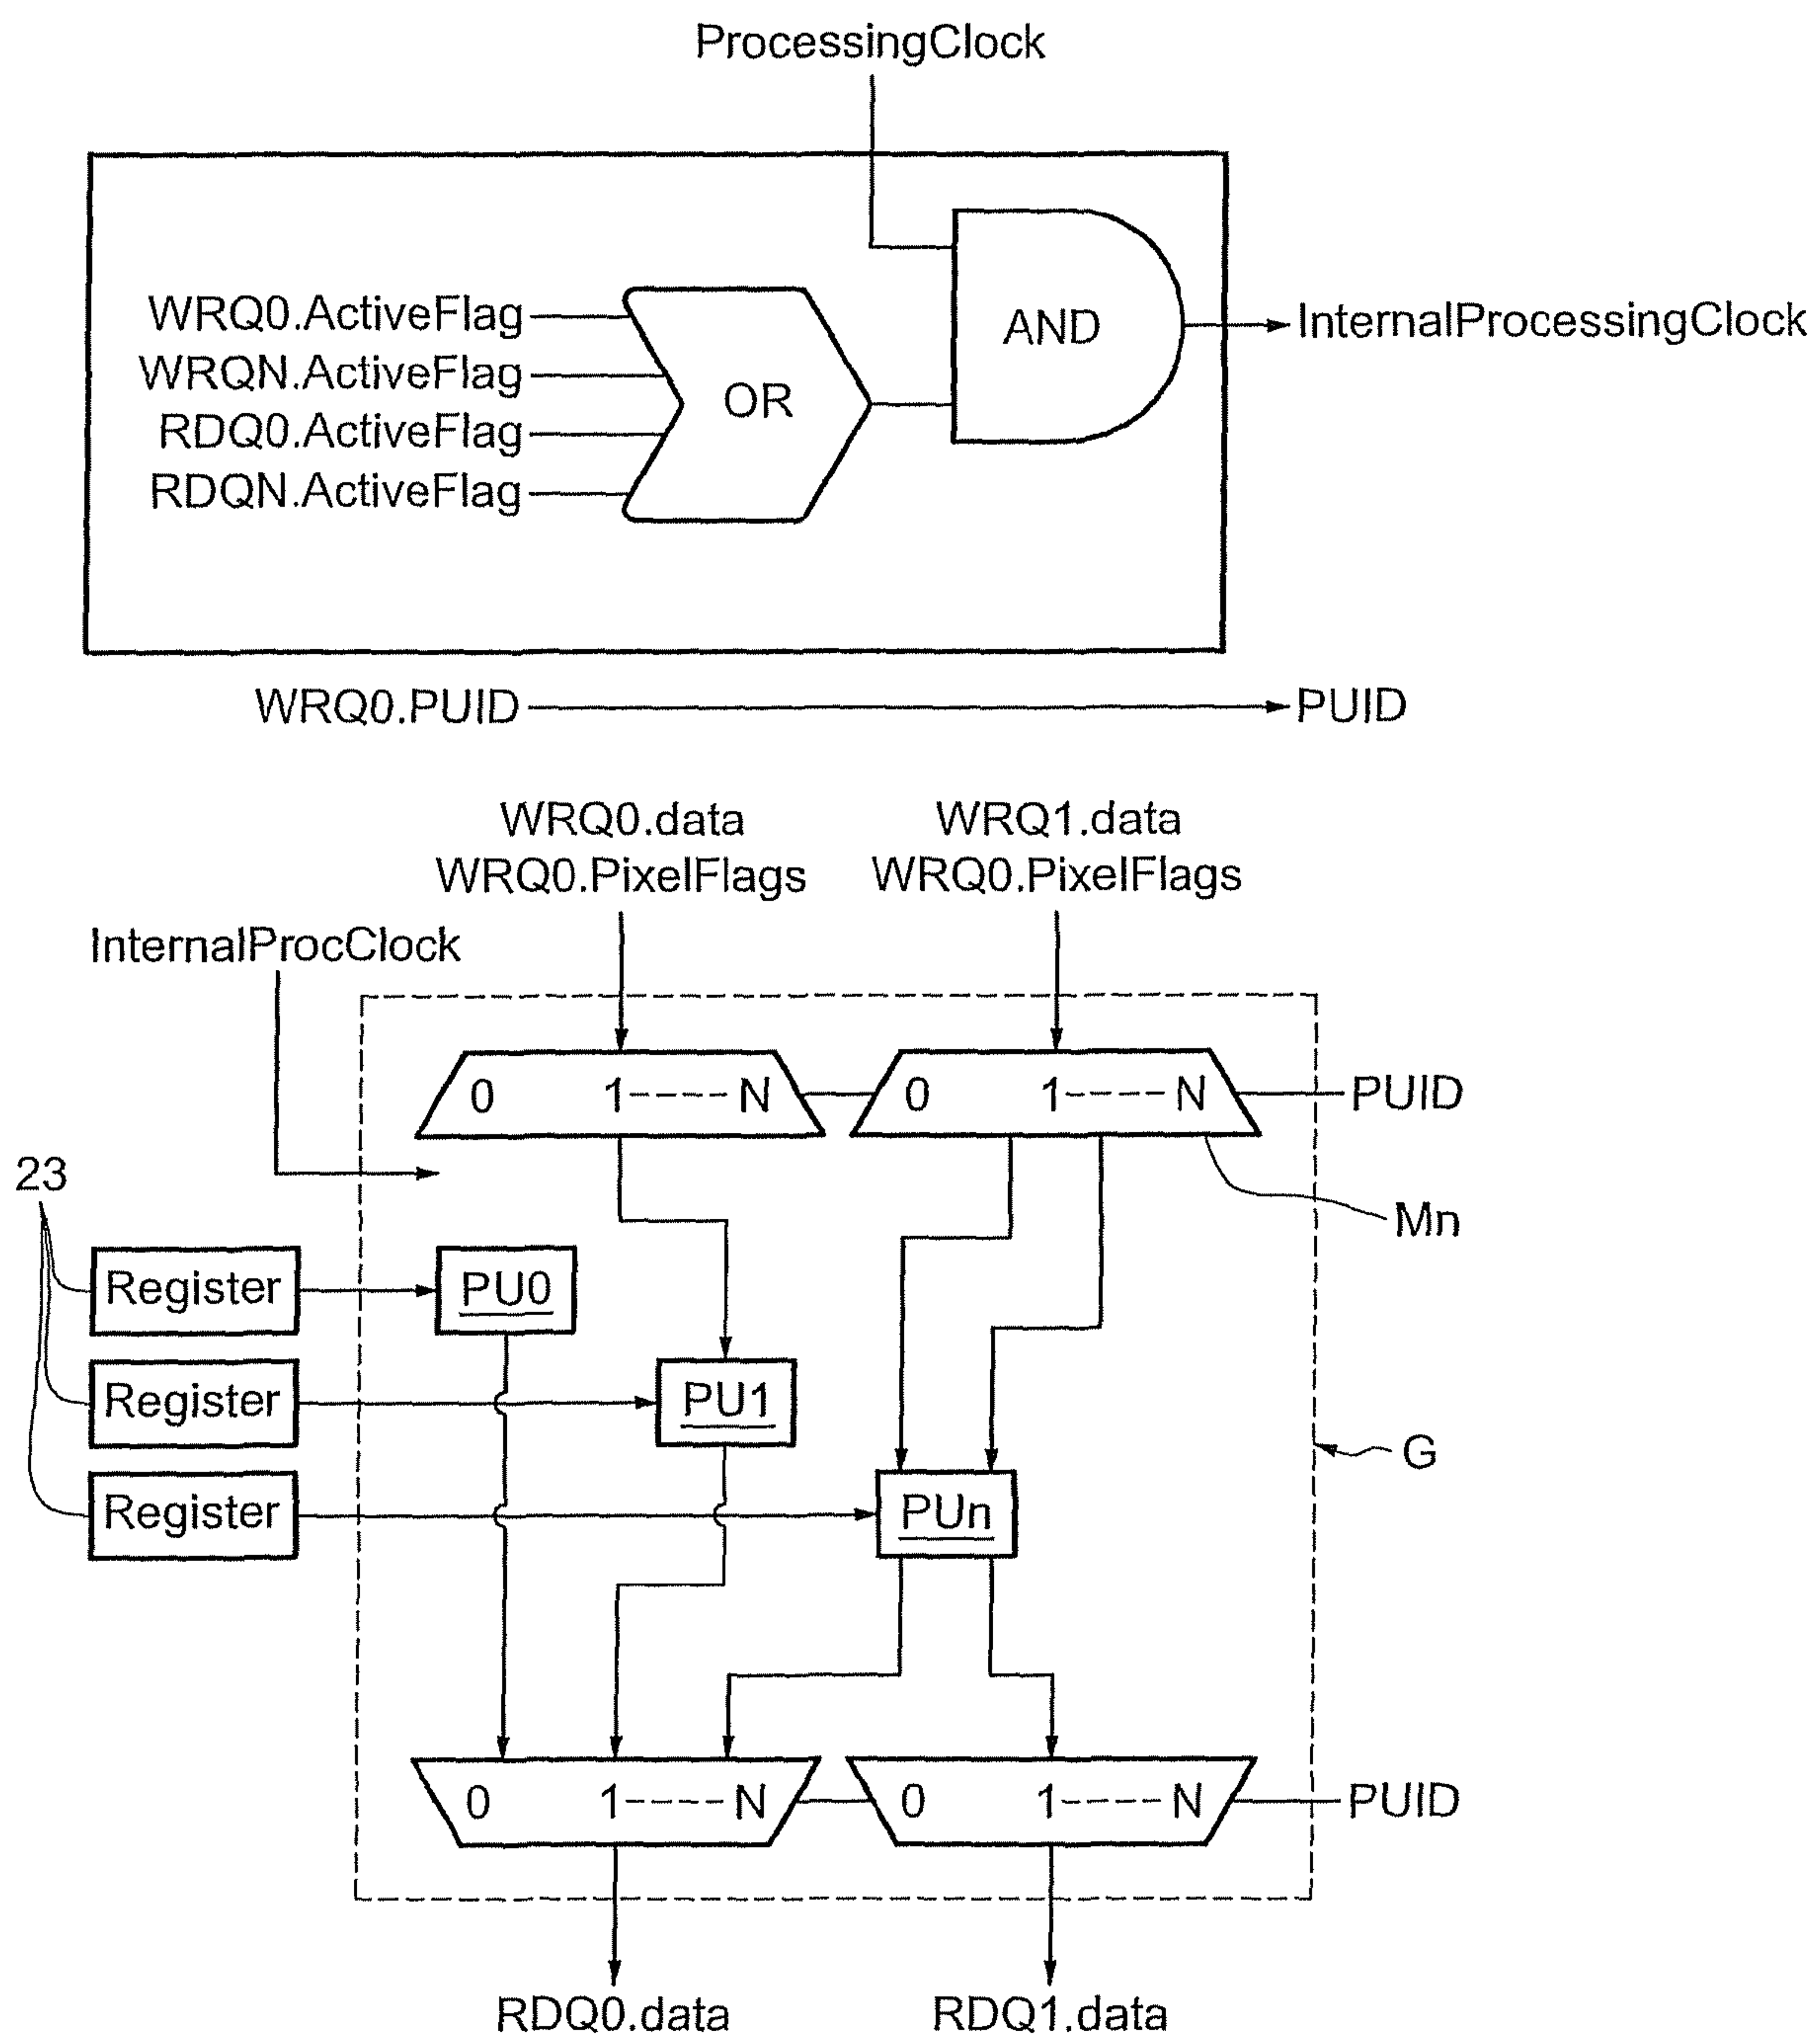 ProcessingClock
WRQ0.ActiveFlag
WRQN.ActiveFlag
RDQ0.ActiveFlag
RDQN.ActiveFlag
OR
AND
InternalProcessingClock
WRQ0.PUID
PUID
WRQ0.data
WRQ0.PixelFlags
WRQ1.data
WRQ0.PixelFlags
InternalProcClock
0 1 N
0 1 N
PUID
Mn
23
Register
PU0
Register
PU1
Register
PUn
G
0 1 N
0 1 N
PUID
RDQ0.data
RDQ1.data